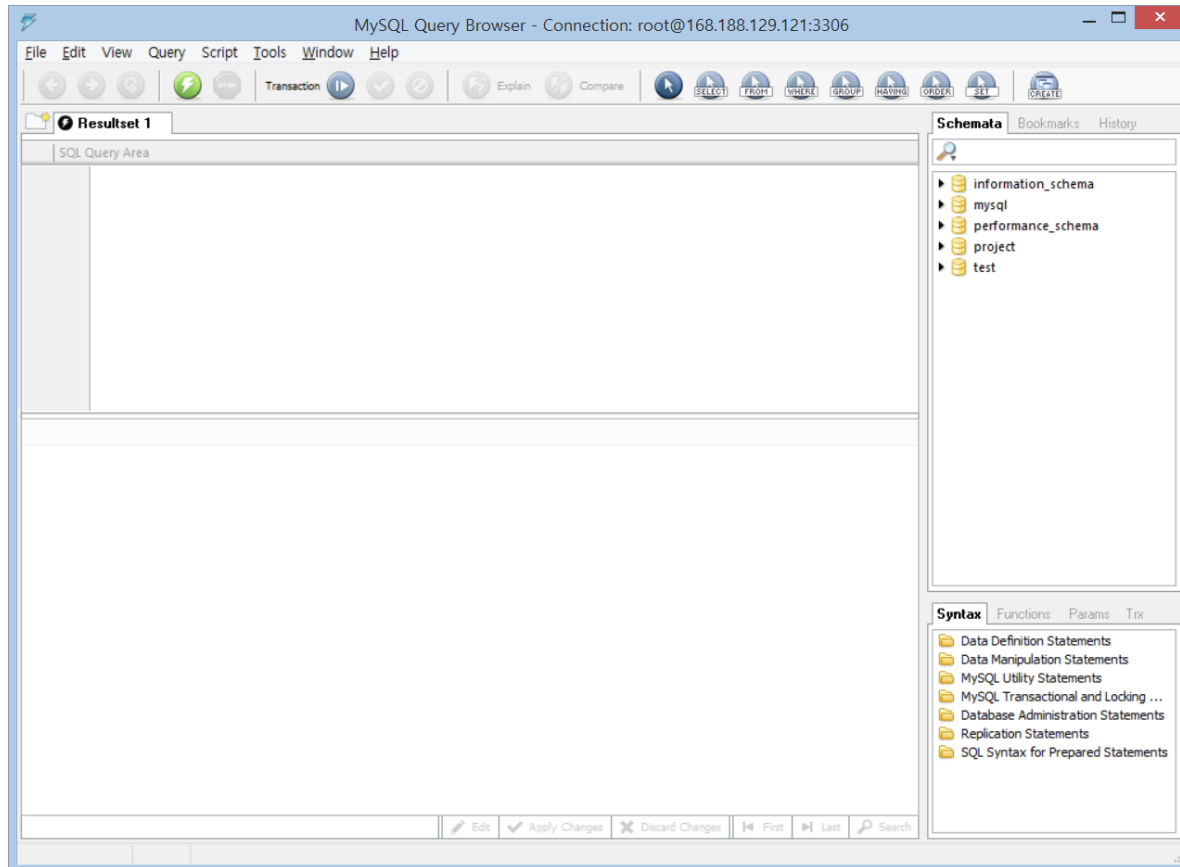 MySQL Query Browser - Connection: root@168.188.129.121:3306
File Edit View Query Script Tools Window Help
Transaction Explain Compare SELECT FROM WHERE GROUP HAVING ORDER SET CREATE
Resultset 1
SQL Query Area
Schemata Bookmarks History
information_schema
mysql
performance_schema
project
test
Syntax Functions Params Trx
Data Definition Statements
Data Manipulation Statements
MySQL Utility Statements
MySQL Transactional and Locking ...
Database Administration Statements
Replication Statements
SQL Syntax for Prepared Statements
Edit Apply Changes Discard Changes First Last Search